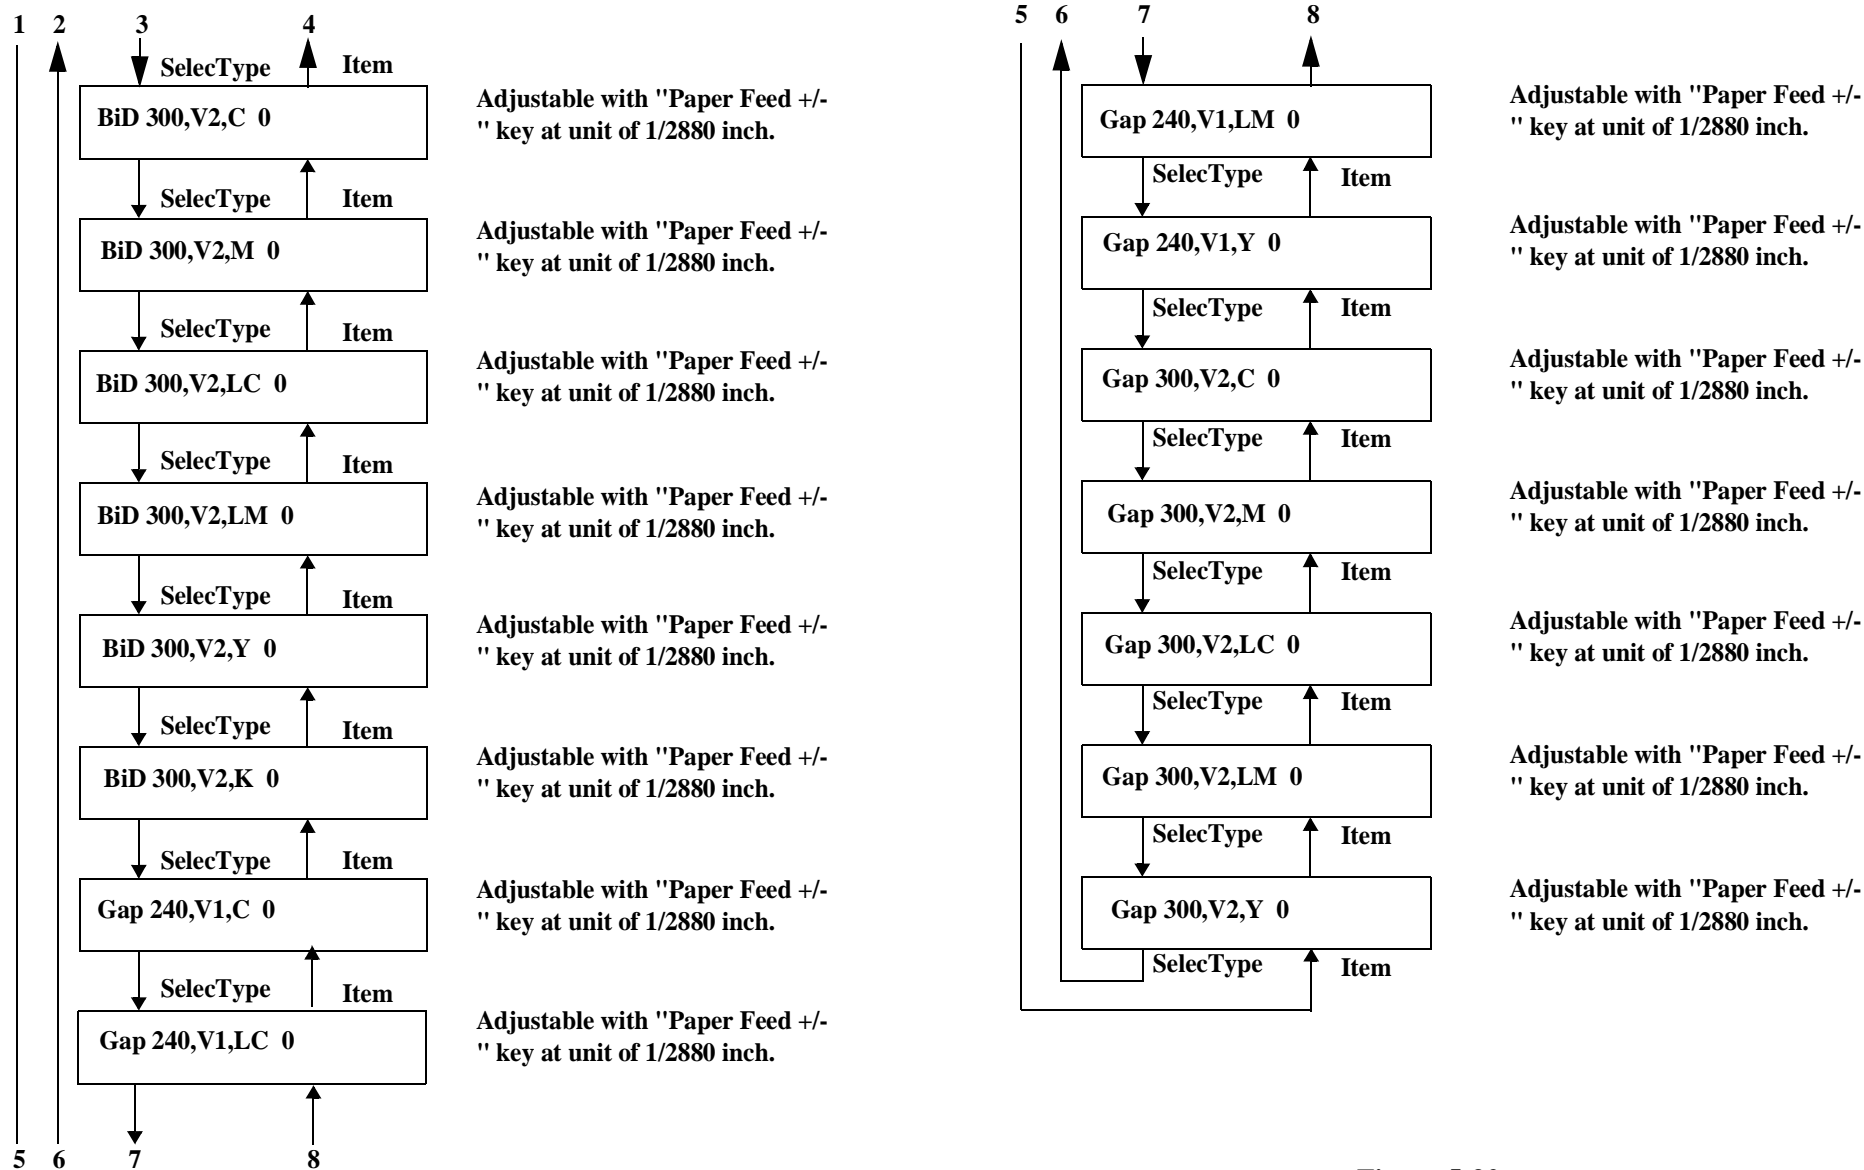 1 2 3 4
SelecType Item
BiD 300,V2,C 0
Adjustable with "Paper Feed +/-
" key at unit of 1/2880 inch.
SelecType Item
BiD 300,V2,M 0
Adjustable with "Paper Feed +/-
" key at unit of 1/2880 inch.
SelecType Item
BiD 300,V2,LC 0
Adjustable with "Paper Feed +/-
" key at unit of 1/2880 inch.
SelecType Item
BiD 300,V2,LM 0
Adjustable with "Paper Feed +/-
" key at unit of 1/2880 inch.
SelecType Item
BiD 300,V2,Y 0
Adjustable with "Paper Feed +/-
" key at unit of 1/2880 inch.
SelecType Item
BiD 300,V2,K 0
Adjustable with "Paper Feed +/-
" key at unit of 1/2880 inch.
SelecType Item
Gap 240,V1,C 0
Adjustable with "Paper Feed +/-
" key at unit of 1/2880 inch.
SelecType Item
Gap 240,V1,LC 0
Adjustable with "Paper Feed +/-
" key at unit of 1/2880 inch.
5 6 7 8
5 6 7 8
Gap 240,V1,LM 0
Adjustable with "Paper Feed +/-
" key at unit of 1/2880 inch.
SelecType Item
Gap 240,V1,Y 0
Adjustable with "Paper Feed +/-
" key at unit of 1/2880 inch.
SelecType Item
Gap 300,V2,C 0
Adjustable with "Paper Feed +/-
" key at unit of 1/2880 inch.
SelecType Item
Gap 300,V2,M 0
Adjustable with "Paper Feed +/-
" key at unit of 1/2880 inch.
SelecType Item
Gap 300,V2,LC 0
Adjustable with "Paper Feed +/-
" key at unit of 1/2880 inch.
SelecType Item
Gap 300,V2,LM 0
Adjustable with "Paper Feed +/-
" key at unit of 1/2880 inch.
SelecType Item
Gap 300,V2,Y 0
Adjustable with "Paper Feed +/-
" key at unit of 1/2880 inch.
SelecType Item